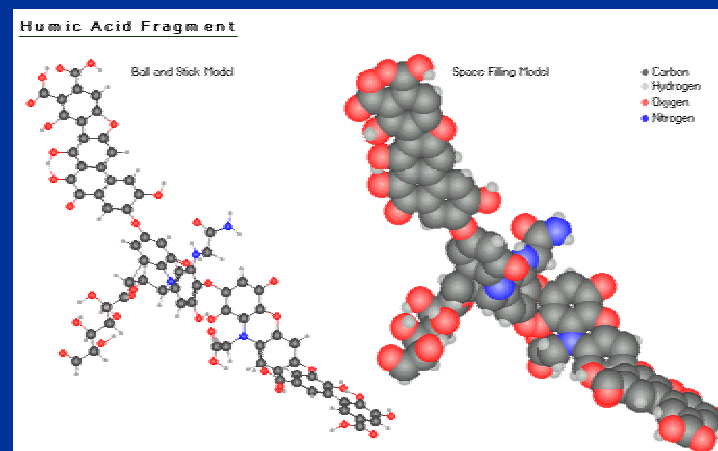 Humic Acid Fragment
Ball and Stick Model
Space Filling Model
Carbon
Hydrogen
Oxygen
Nitrogen